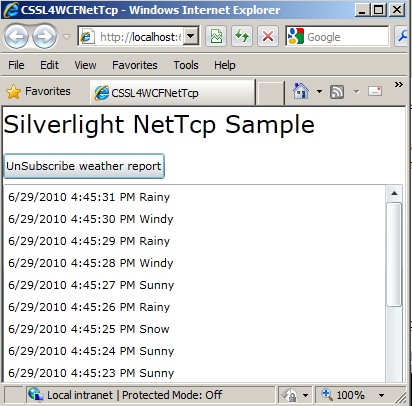 CSSL4WCFNetTcp - Windows Internet Explorer
http://localhost:
Google
File Edit View Favorites Tools Help
Favorites CSSL4WCFNetTcp
Silverlight NetTcp Sample
UnSubscribe weather report
6/29/2010 4:45:31 PM Rainy
6/29/2010 4:45:30 PM Windy
6/29/2010 4:45:29 PM Rainy
6/29/2010 4:45:28 PM Windy
6/29/2010 4:45:27 PM Sunny
6/29/2010 4:45:26 PM Rainy
6/29/2010 4:45:25 PM Snow
6/29/2010 4:45:24 PM Sunny
6/29/2010 4:45:23 PM Sunny
Local intranet | Protected Mode: Off 100%